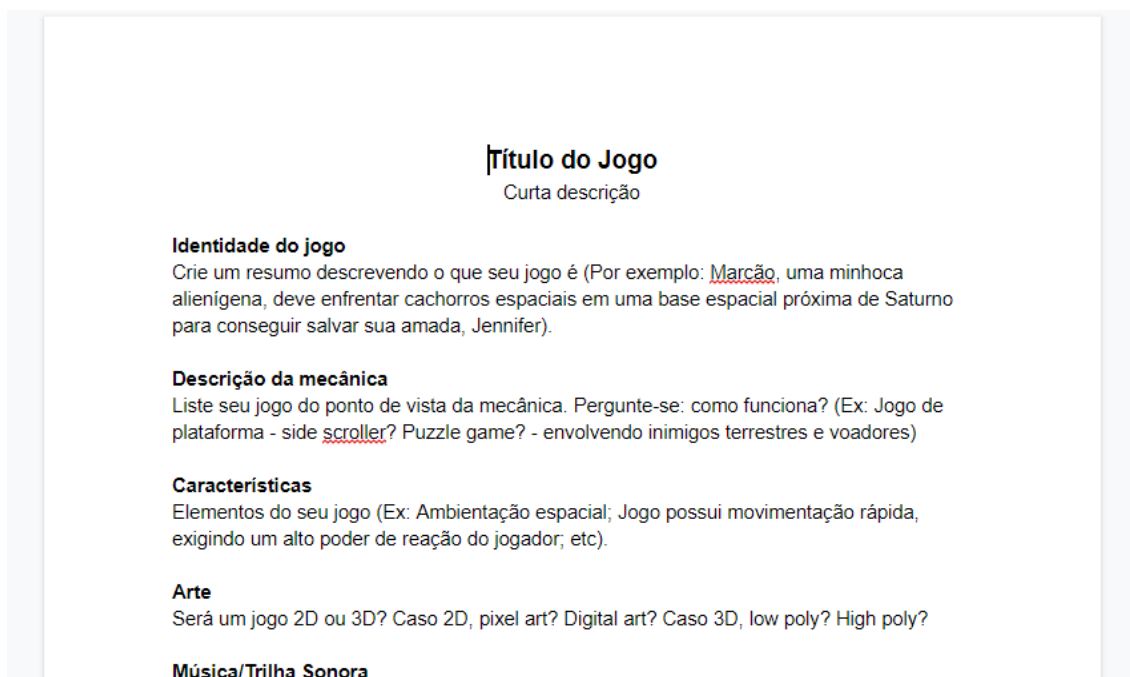 Título do Jogo
Curta descrição
Identidade do jogo
Crie um resumo descrevendo o que seu jogo é (Por exemplo: Marcão, uma minhoca
alienígena, deve enfrentar cachorros espaciais em uma base espacial próxima de Saturno
para conseguir salvar sua amada, Jennifer).
Descrição da mecânica
Liste seu jogo do ponto de vista da mecânica. Pergunte-se: como funciona? (Ex: Jogo de
plataforma - side scroller? Puzzle game? - envolvendo inimigos terrestres e voadores)
Características
Elementos do seu jogo (Ex: Ambientação espacial; Jogo possui movimentação rápida,
exigindo um alto poder de reação do jogador; etc).
Arte
Será um jogo 2D ou 3D? Caso 2D, pixel art? Digital art? Caso 3D, low poly? High poly?
Música/Trilha Sonora